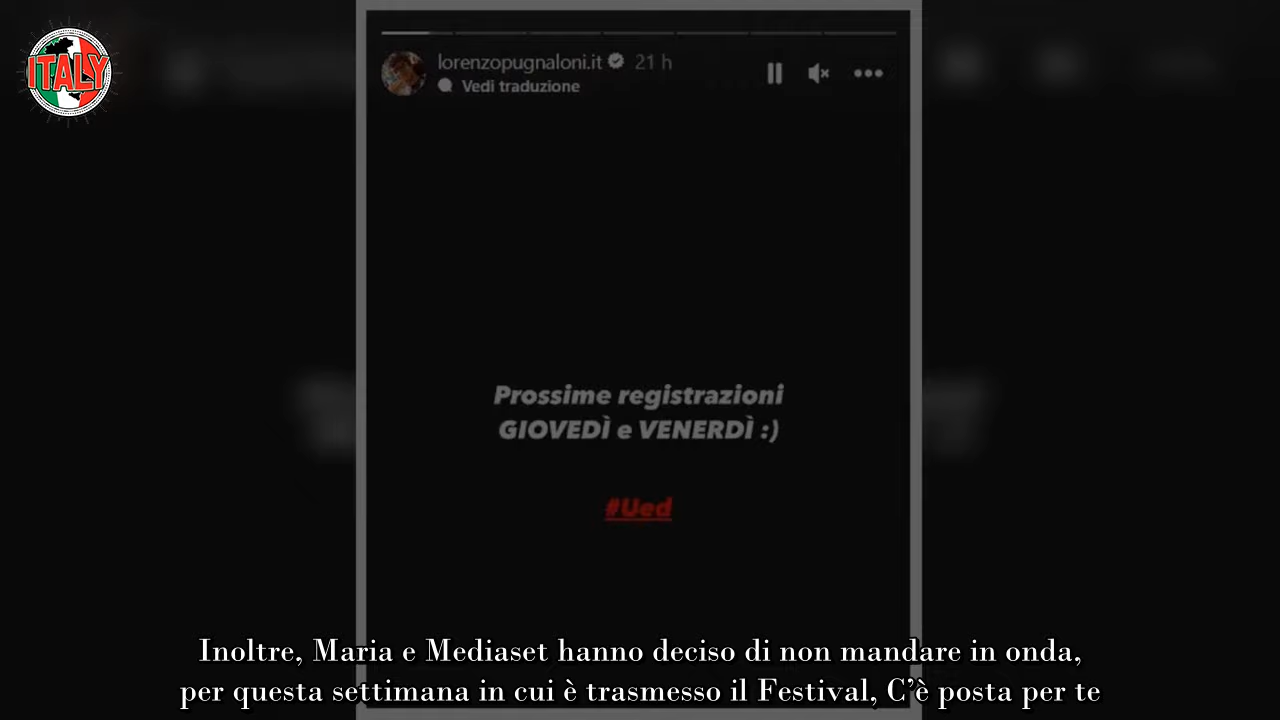 ITALY
lorenzopugnaloni.it 21 h
Vedi traduzione
Prossime registrazioni
GIOVEDÌ e VENERDÌ :)
#Ued
Inoltre, Maria e Mediaset hanno deciso di non mandare in onda,
per questa settimana in cui è trasmesso il Festival, C’è posta per te